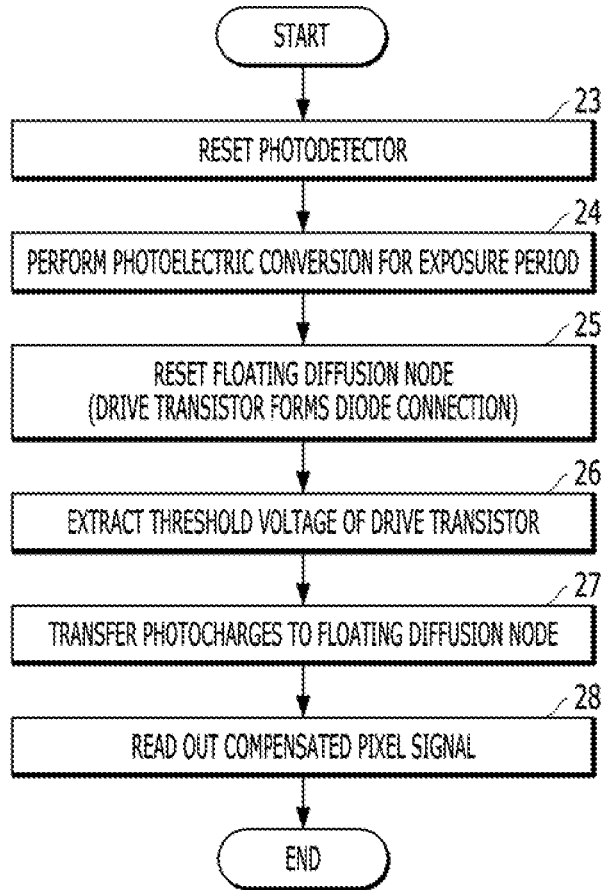 START
23
RESET PHOTODETECTOR
24
PERFORM PHOTOELECTRIC CONVERSION FOR EXPOSURE PERIOD
25
RESET FLOATING DIFFUSION NODE
(DRIVE TRANSISTOR FORMS DIODE CONNECTION)
26
EXTRACT THRESHOLD VOLTAGE OF DRIVE TRANSISTOR
27
TRANSFER PHOTOCHARGES TO FLOATING DIFFUSION NODE
28
READ OUT COMPENSATED PIXEL SIGNAL
END